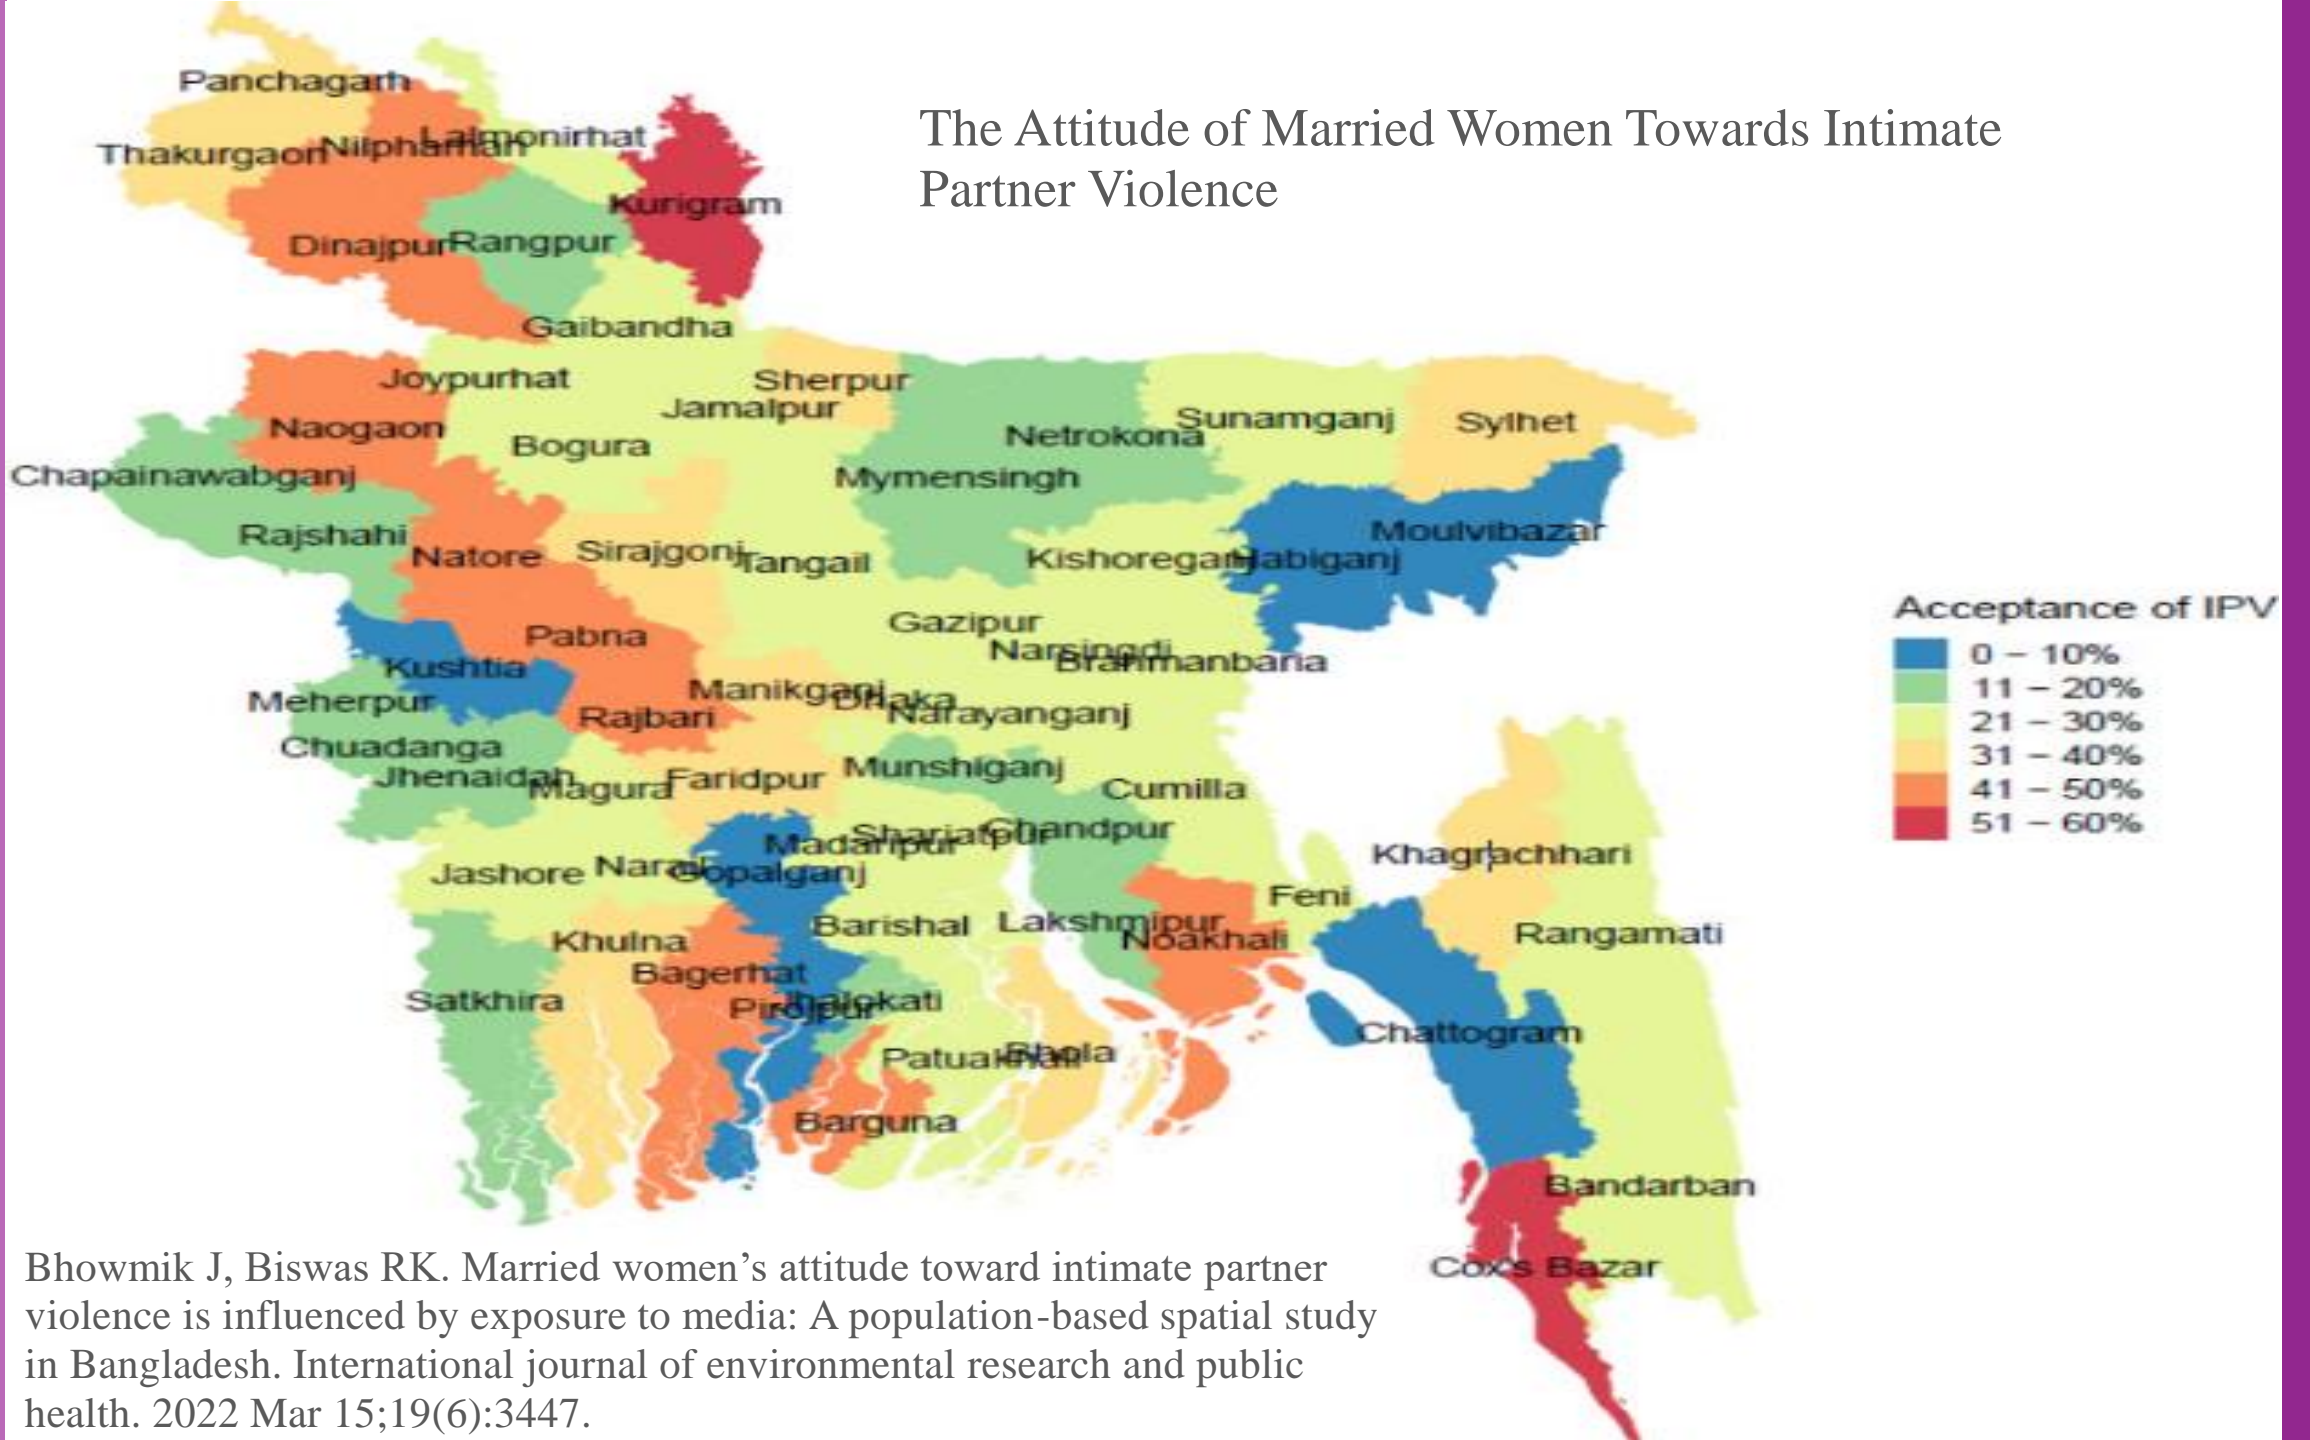 Panchagarh
The Attitude of Married Women Towards Intimate
Partner Violence
Lalmonirhat
Thakurgaon
Kurigram
Dinajpur Rangpur
Gaibandha
Joypurhat
Sherpur
Jamalpur
Naogaon
Bogura
Netrokona
Sunamganj
Sylhet
Chapainawabganj
Mymensingh
Rajshahi
Natore
Sirajgonj
Tangail
Kishoreganj
Habiganj
Moulvibazar
Gazipur
Narsingdi
Brahmanbaria
Pabna
Kushtia
Meherpur
Rajbari
Manikganj
Dhaka
Narayanganj
Chuadanga
Jhenaidah
Magura
Faridpur
Munshiganj
Cumilla
Madaripur
Shariatpur
Chandpur
Khagrachhari
Jashore
Narail
Gopalganj
Feni
Barishal
Lakshmipur
Noakhali
Rangamati
Khulna
Bagerhat
Satkhira
Pirojpur
Jhalokati
Chattogram
Patuakhali
Bhola
Barguna
Bandarban
Cox's Bazar
Acceptance of IPV
0 – 10%
11 – 20%
21 – 30%
31 – 40%
41 – 50%
51 – 60%
Bhowmik J, Biswas RK. Married women’s attitude toward intimate partner
violence is influenced by exposure to media: A population-based spatial study
in Bangladesh. International journal of environmental research and public
health. 2022 Mar 15;19(6):3447.